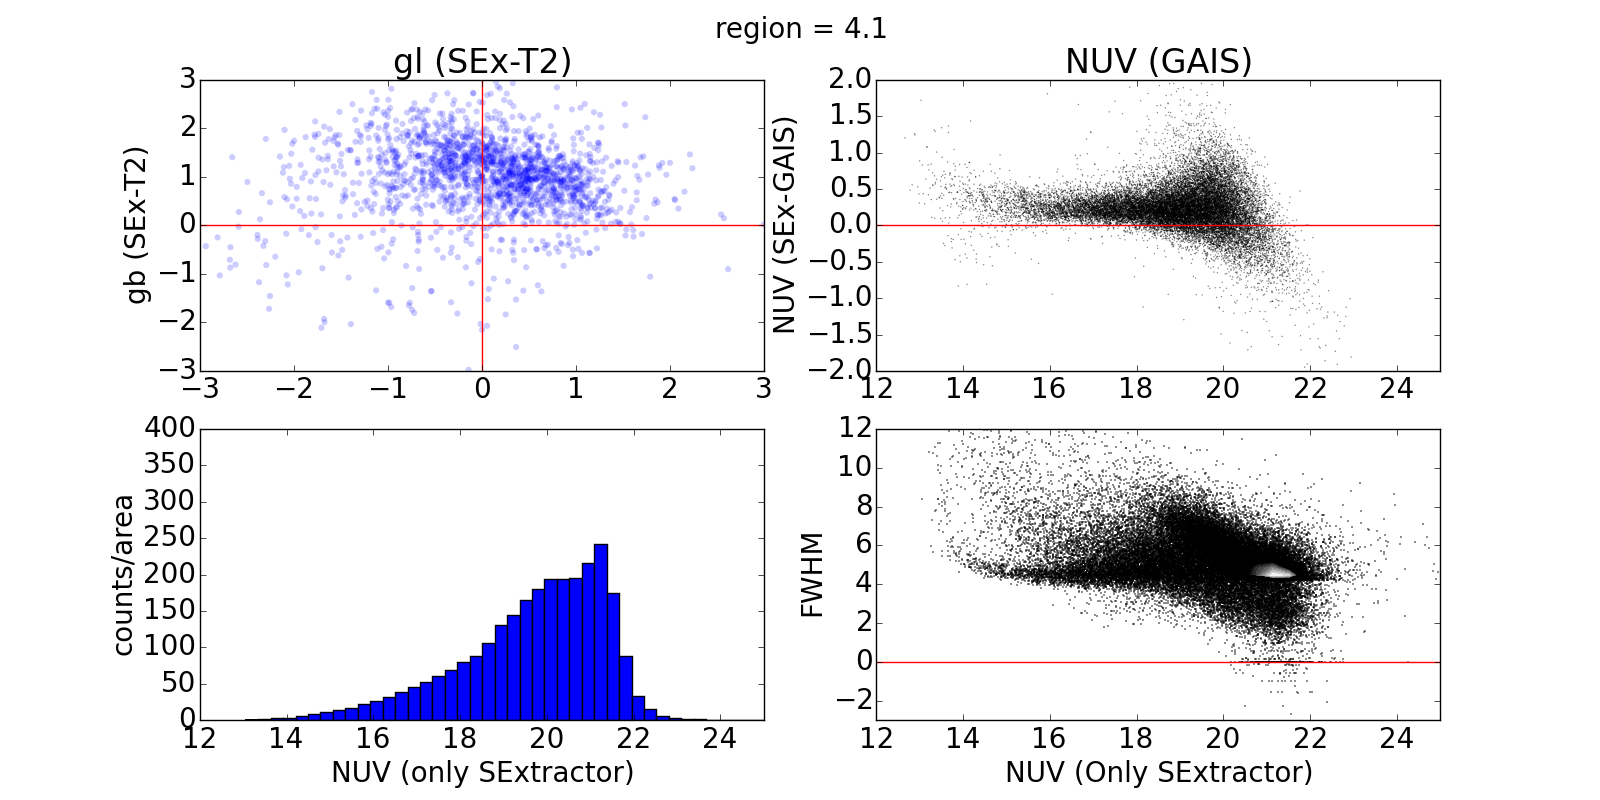 region = 4.1
gl (SEx-T2)
NUV (GAIS)
gb (SEx-T2)
3
2
1
0
−1
−2
−3
−3 −2 −1 0 1 2 3
NUV (SEx-GAIS)
2.0
1.5
1.0
0.5
0.0
−0.5
−1.0
−1.5
−2.0
12 14 16 18 20 22 24
counts/area
400
350
300
250
200
150
100
50
0
12 14 16 18 20 22 24
NUV (only SExtractor)
FWHM
12
10
8
6
4
2
0
−2
12 14 16 18 20 22 24
NUV (Only SExtractor)